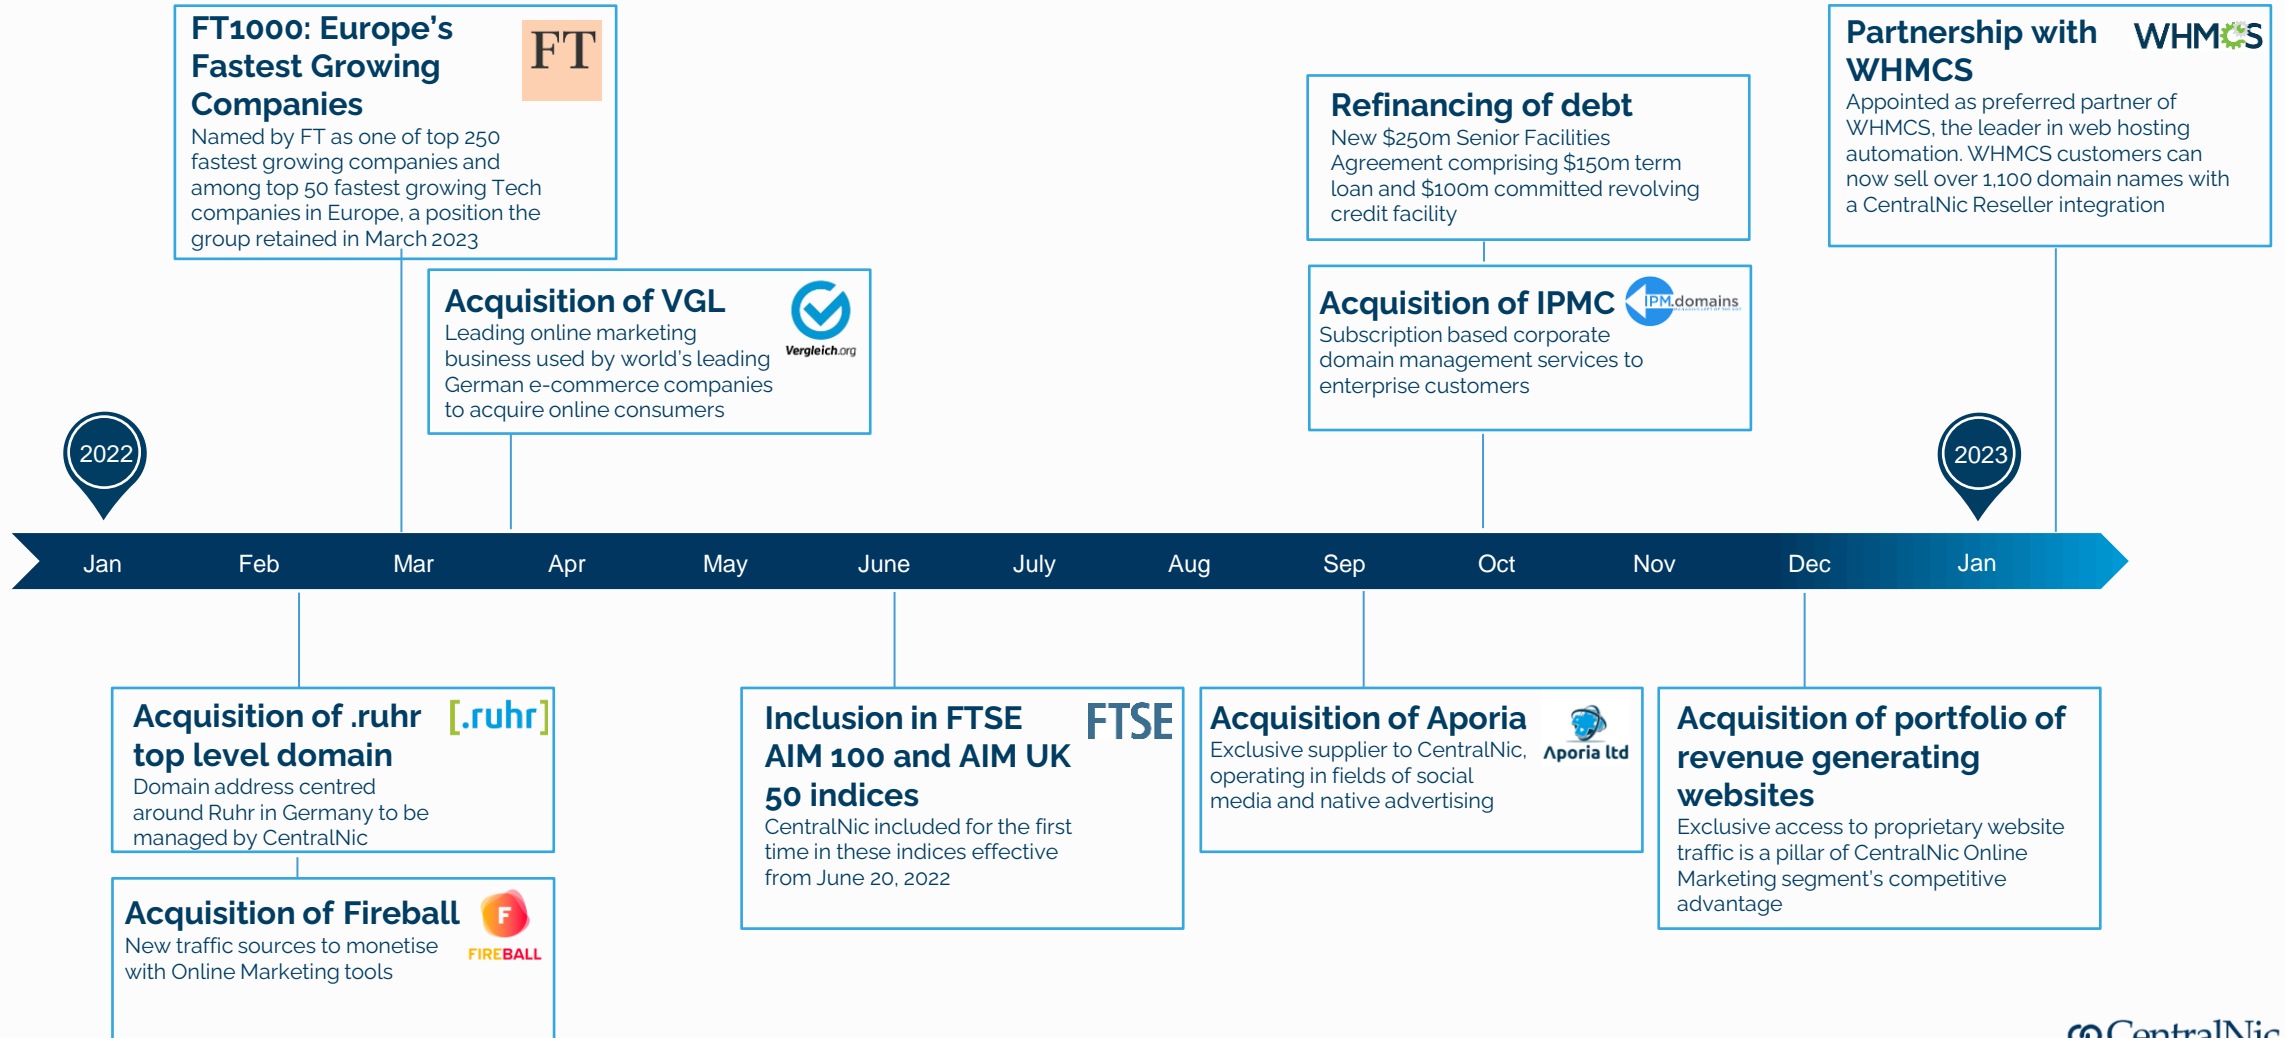 FT1000: Europe's
Fastest Growing
Companies
FT
Named by FT as one of top 250
fastest growing companies and
among top 50 fastest growing Tech
companies in Europe, a position the
group retained in March 2023
Acquisition of VGL
Leading online marketing
business used by world's leading
German e-commerce companies
to acquire online consumers
Vergleich.org
Refinancing of debt
New $250m Senior Facilities
Agreement comprising $150m term
loan and $100m committed revolving
credit facility
Acquisition of IPMC
IPM.domains
Subscription based corporate
domain management services to
enterprise customers
Partnership with
WHMCS
WHMCS
Appointed as preferred partner of
WHMCS, the leader in web hosting
automation. WHMCS customers can
now sell over 1,100 domain names with
a CentralNic Reseller integration
2022
2023
Jan Feb Mar Apr May June July Aug Sep Oct Nov Dec Jan
Acquisition of .ruhr
top level domain
[.ruhr]
Domain address centred
around Ruhr in Germany to be
managed by CentralNic
Acquisition of Fireball
F
FIREBALL
New traffic sources to monetise
with Online Marketing tools
Inclusion in FTSE
AIM 100 and AIM UK
50 indices
FTSE
CentralNic included for the first
time in these indices effective
from June 20, 2022
Acquisition of Aporia
Aporia ltd
Exclusive supplier to CentralNic,
operating in fields of social
media and native advertising
Acquisition of portfolio of
revenue generating
websites
Exclusive access to proprietary website
traffic is a pillar of CentralNic Online
Marketing segment's competitive
advantage
CentralNic